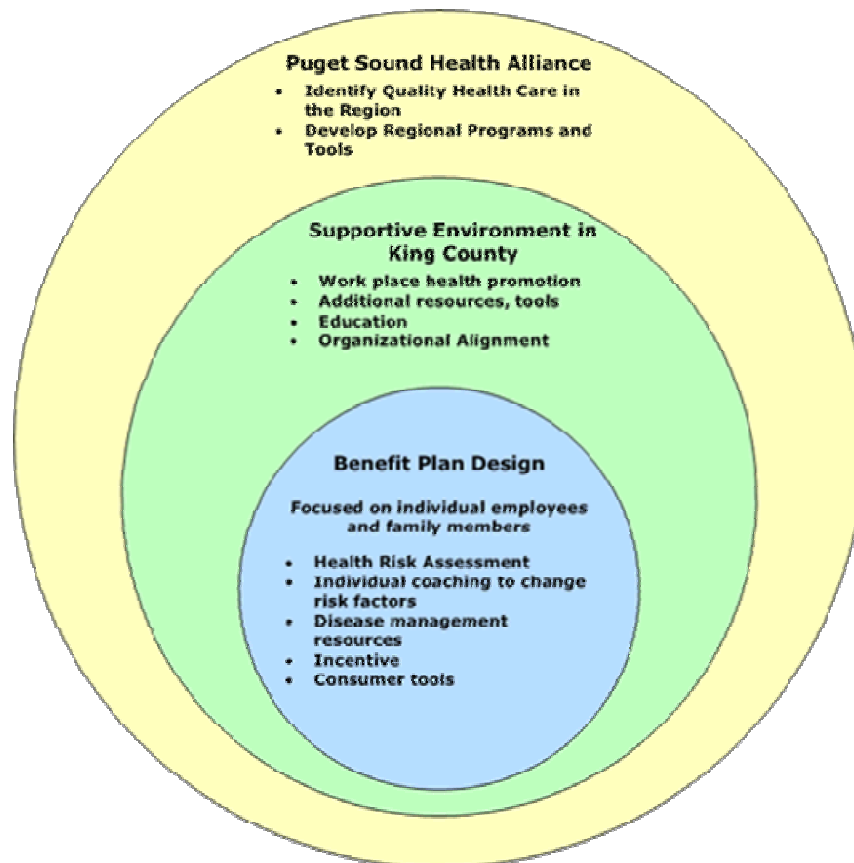 Puget Sound Health Alliance
• Identify Quality Health Care in
the Region
• Develop Regional Programs and
Tools
Supportive Environment in
King County
• Work place health promotion
• Additional resources, tools
• Education
• Organizational Alignment
Benefit Plan Design
Focused on individual employees
and family members
• Health Risk Assessment
• Individual coaching to change
risk factors
• Disease management
resources
• Incentive
• Consumer tools